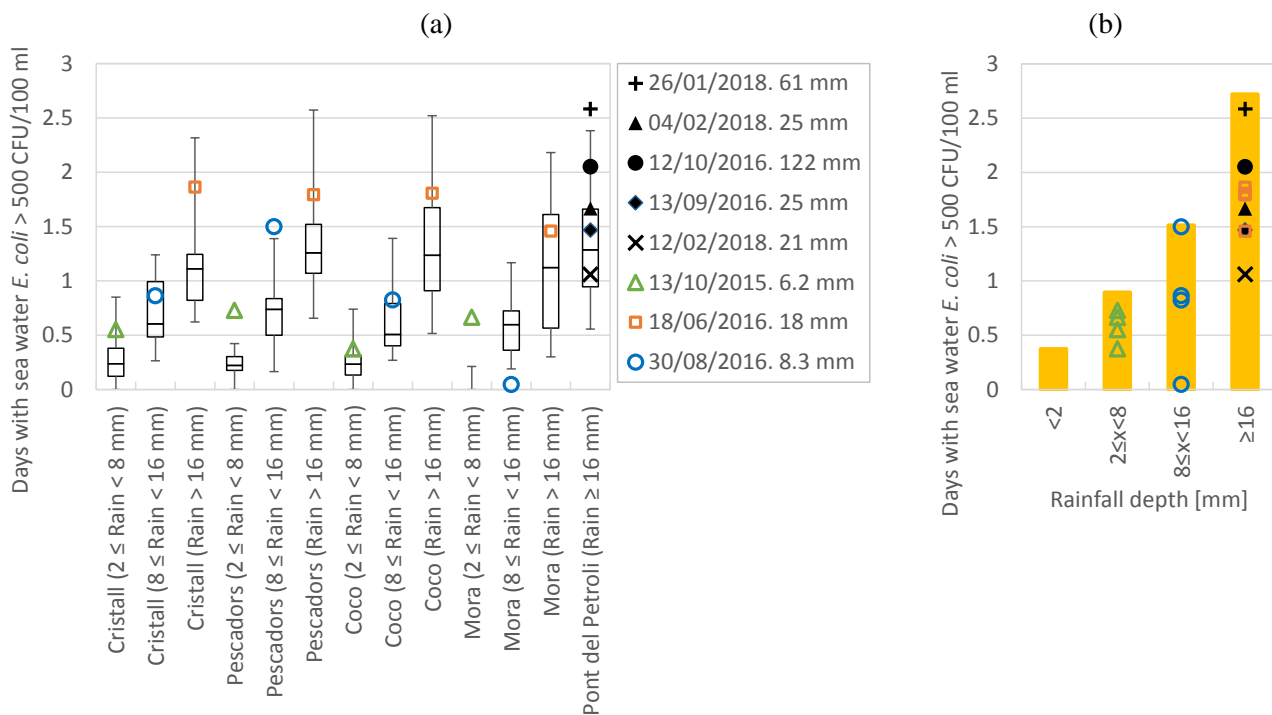 (a)
Days with sea water E. coli > 500 CFU/100 ml
3
2.5
2
1.5
1
0.5
0
Cristall (2 ≤ Rain < 8 mm)
Cristall (8 ≤ Rain < 16 mm)
Cristall (Rain > 16 mm)
Pescadors (2 ≤ Rain < 8 mm)
Pescadors (8 ≤ Rain < 16 mm)
Pescadors (Rain > 16 mm)
Coco (2 ≤ Rain < 8 mm)
Coco (8 ≤ Rain < 16 mm)
Coco (Rain > 16 mm)
Mora (2 ≤ Rain < 8 mm)
Mora (8 ≤ Rain < 16 mm)
Mora (Rain > 16 mm)
Pont del Petroli (Rain ≥ 16 mm)
26/01/2018. 61 mm
04/02/2018. 25 mm
12/10/2016. 122 mm
13/09/2016. 25 mm
12/02/2018. 21 mm
13/10/2015. 6.2 mm
18/06/2016. 18 mm
30/08/2016. 8.3 mm
(b)
Days with sea water E. coli > 500 CFU/100 ml
3
2.5
2
1.5
1
0.5
0
<2
2≤x<8
8≤x<16
≥16
Rainfall depth [mm]